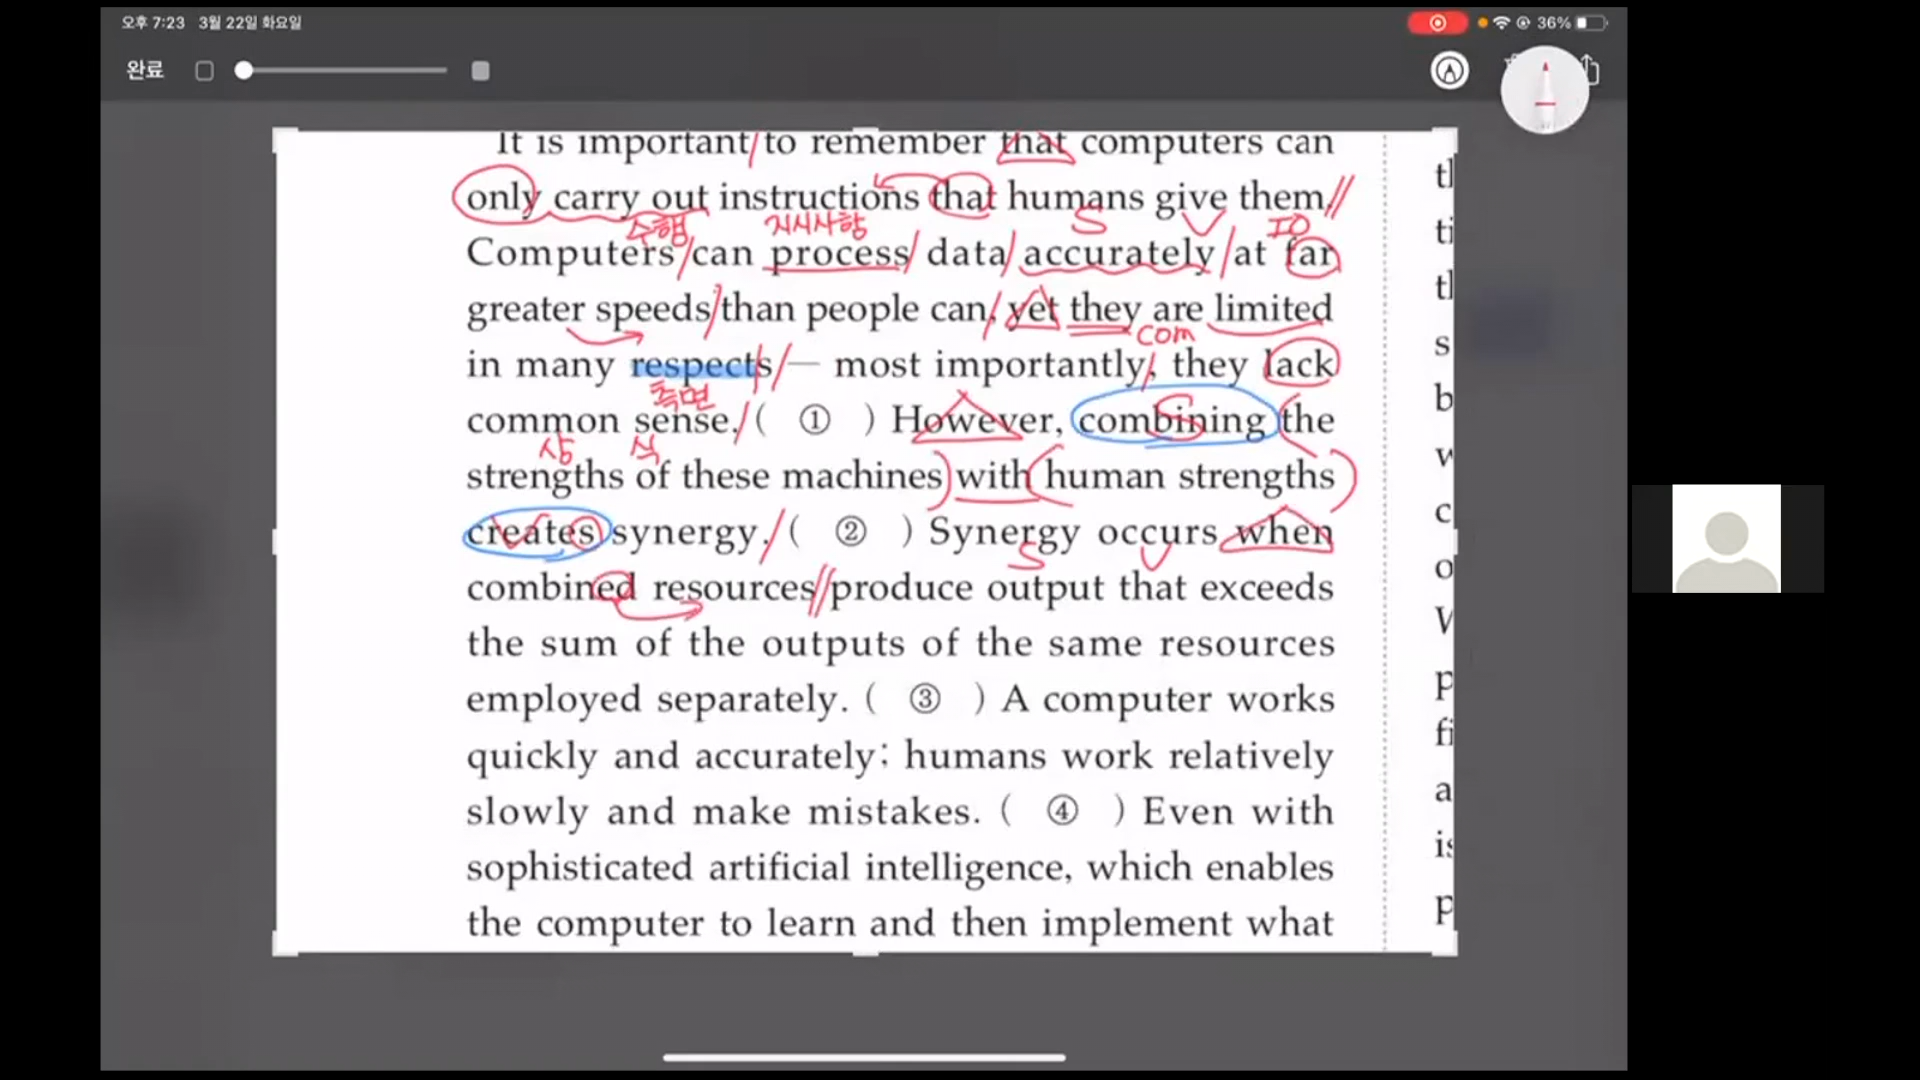 오후 7:23 3월 22일 화요일
36%
완료
It is important to remember that computers can
only carry out instructions that humans give them.
수행 지시사항 S V IO
Computers can process data accurately at far
greater speeds than people can, yet they are limited
com
in many respects — most importantly, they lack
측면
common sense. ( ① ) However, combining the
상 식 S
strengths of these machines with human strengths
creates synergy. ( ② ) Synergy occurs when
V S V
combined resources produce output that exceeds
the sum of the outputs of the same resources
employed separately. ( ③ ) A computer works
quickly and accurately; humans work relatively
slowly and make mistakes. ( ④ ) Even with
sophisticated artificial intelligence, which enables
the computer to learn and then implement what